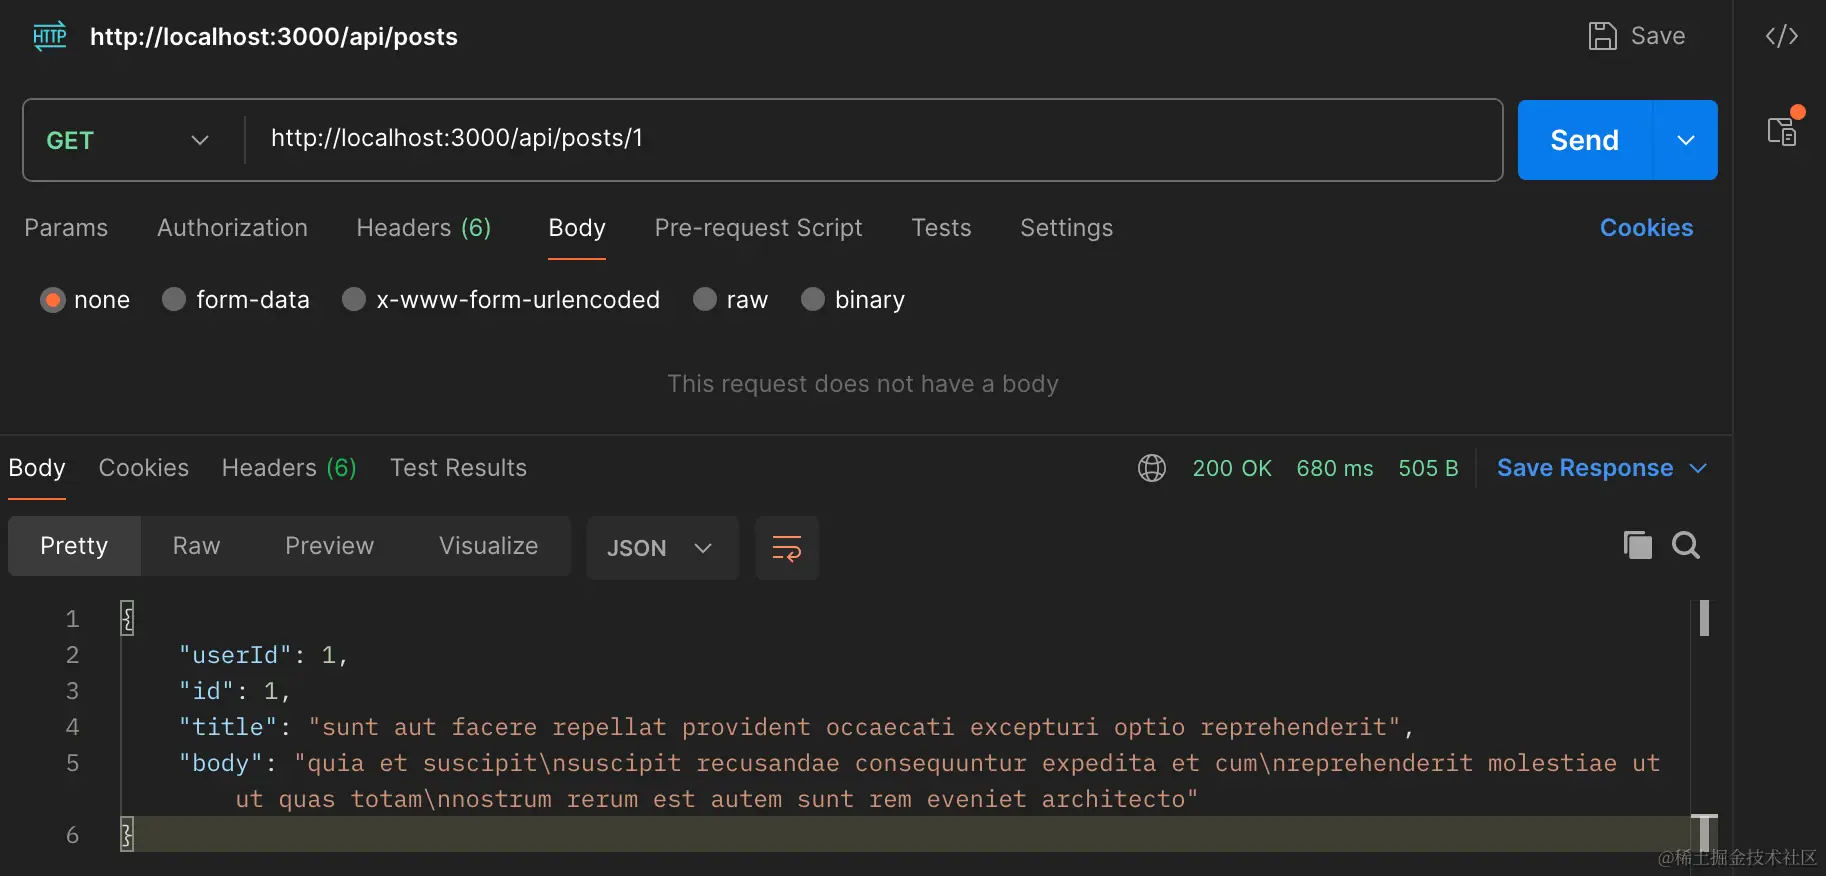 HTTP http://localhost:3000/api/posts Save
GET http://localhost:3000/api/posts/1 Send
Params Authorization Headers (6) Body Pre-request Script Tests Settings Cookies
none form-data x-www-form-urlencoded raw binary
This request does not have a body
Body Cookies Headers (6) Test Results 200 OK 680 ms 505 B Save Response
Pretty Raw Preview Visualize JSON
1 {
2 "userId": 1,
3 "id": 1,
4 "title": "sunt aut facere repellat provident occaecati excepturi optio reprehenderit",
5 "body": "quia et suscipit\nsuscipit recusandae consequuntur expedita et cum\nreprehenderit molestiae ut
ut quas totam\nnostrum rerum est autem sunt rem eveniet architecto"
6 }
@稀土掘金技术社区